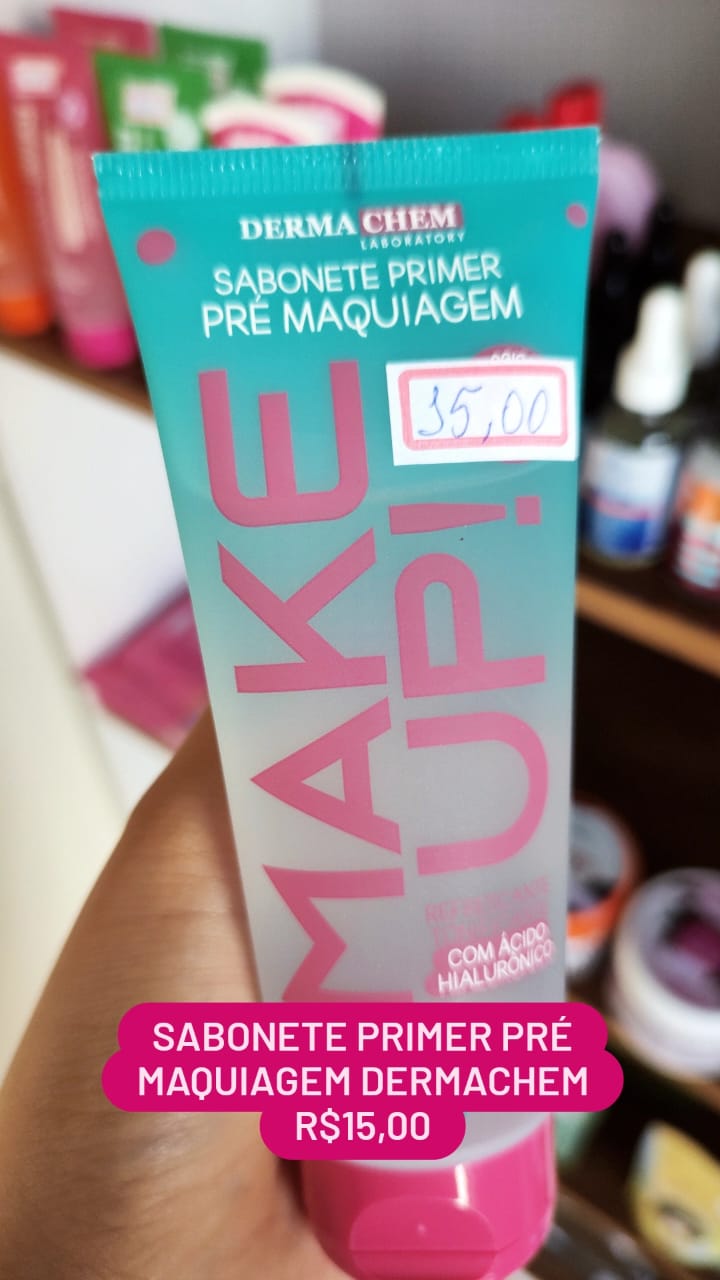 DERMA CHEM
LABORATORY
SABONETE PRIMER
PRÉ MAQUIAGEM
15,00
MAKE
UP!
REFRESCANTE
COM ÁCIDO
HIALURÔNICO
SABONETE PRIMER PRÉ
MAQUIAGEM DERMACHEM
R$15,00